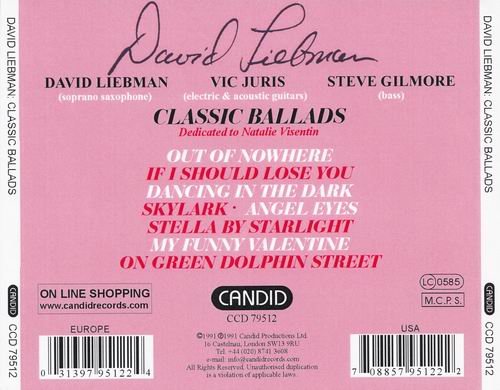 David Liebman
DAVID LIEBMAN VIC JURIS STEVE GILMORE
(soprano saxophone) (electric & acoustic guitars) (bass)
CLASSIC BALLADS
Dedicated to Natalie Visentin
OUT OF NOWHERE
IF I SHOULD LOSE YOU
DANCING IN THE DARK
SKYLARK · ANGEL EYES
STELLA BY STARLIGHT
MY FUNNY VALENTINE
ON GREEN DOLPHIN STREET
ON LINE SHOPPING
www.candidrecords.com
CANDID
CCD 79512
LC 0585
M.C.P.S.
EUROPE
0 31397 95122 4
©1991 ℗1991 Candid Productions Ltd
16 Castelnau, London SW13 9RU
Tel. +44 (020) 8741 3608
e-mail: info@candidrecords.com
All Rights Reserved. Unauthorised duplication
is a violation of applicable laws.
USA
7 08857 95122 2
DAVID LIEBMAN: CLASSIC BALLADS
CANDID
CCD 79512
DAVID LIEBMAN: CLASSIC BALLADS
CANDID
CCD 79512